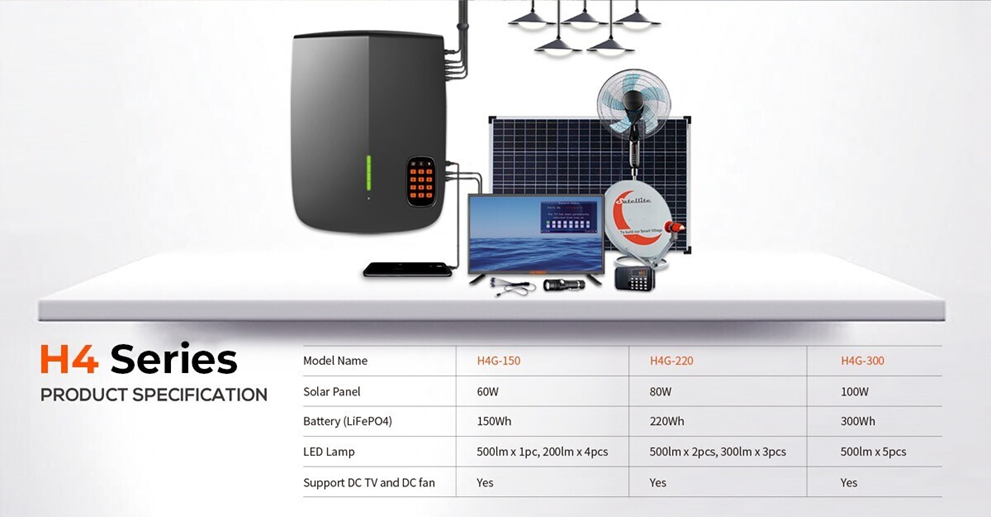 Satellite
H4 Series
PRODUCT SPECIFICATION
Model Name H4G-150 H4G-220 H4G-300
Solar Panel 60W 80W 100W
Battery (LiFePO4) 150Wh 220Wh 300Wh
LED Lamp 500lm x 1pc, 200lm x 4pcs 500lm x 2pcs, 300lm x 3pcs 500lm x 5pcs
Support DC TV and DC fan Yes Yes Yes